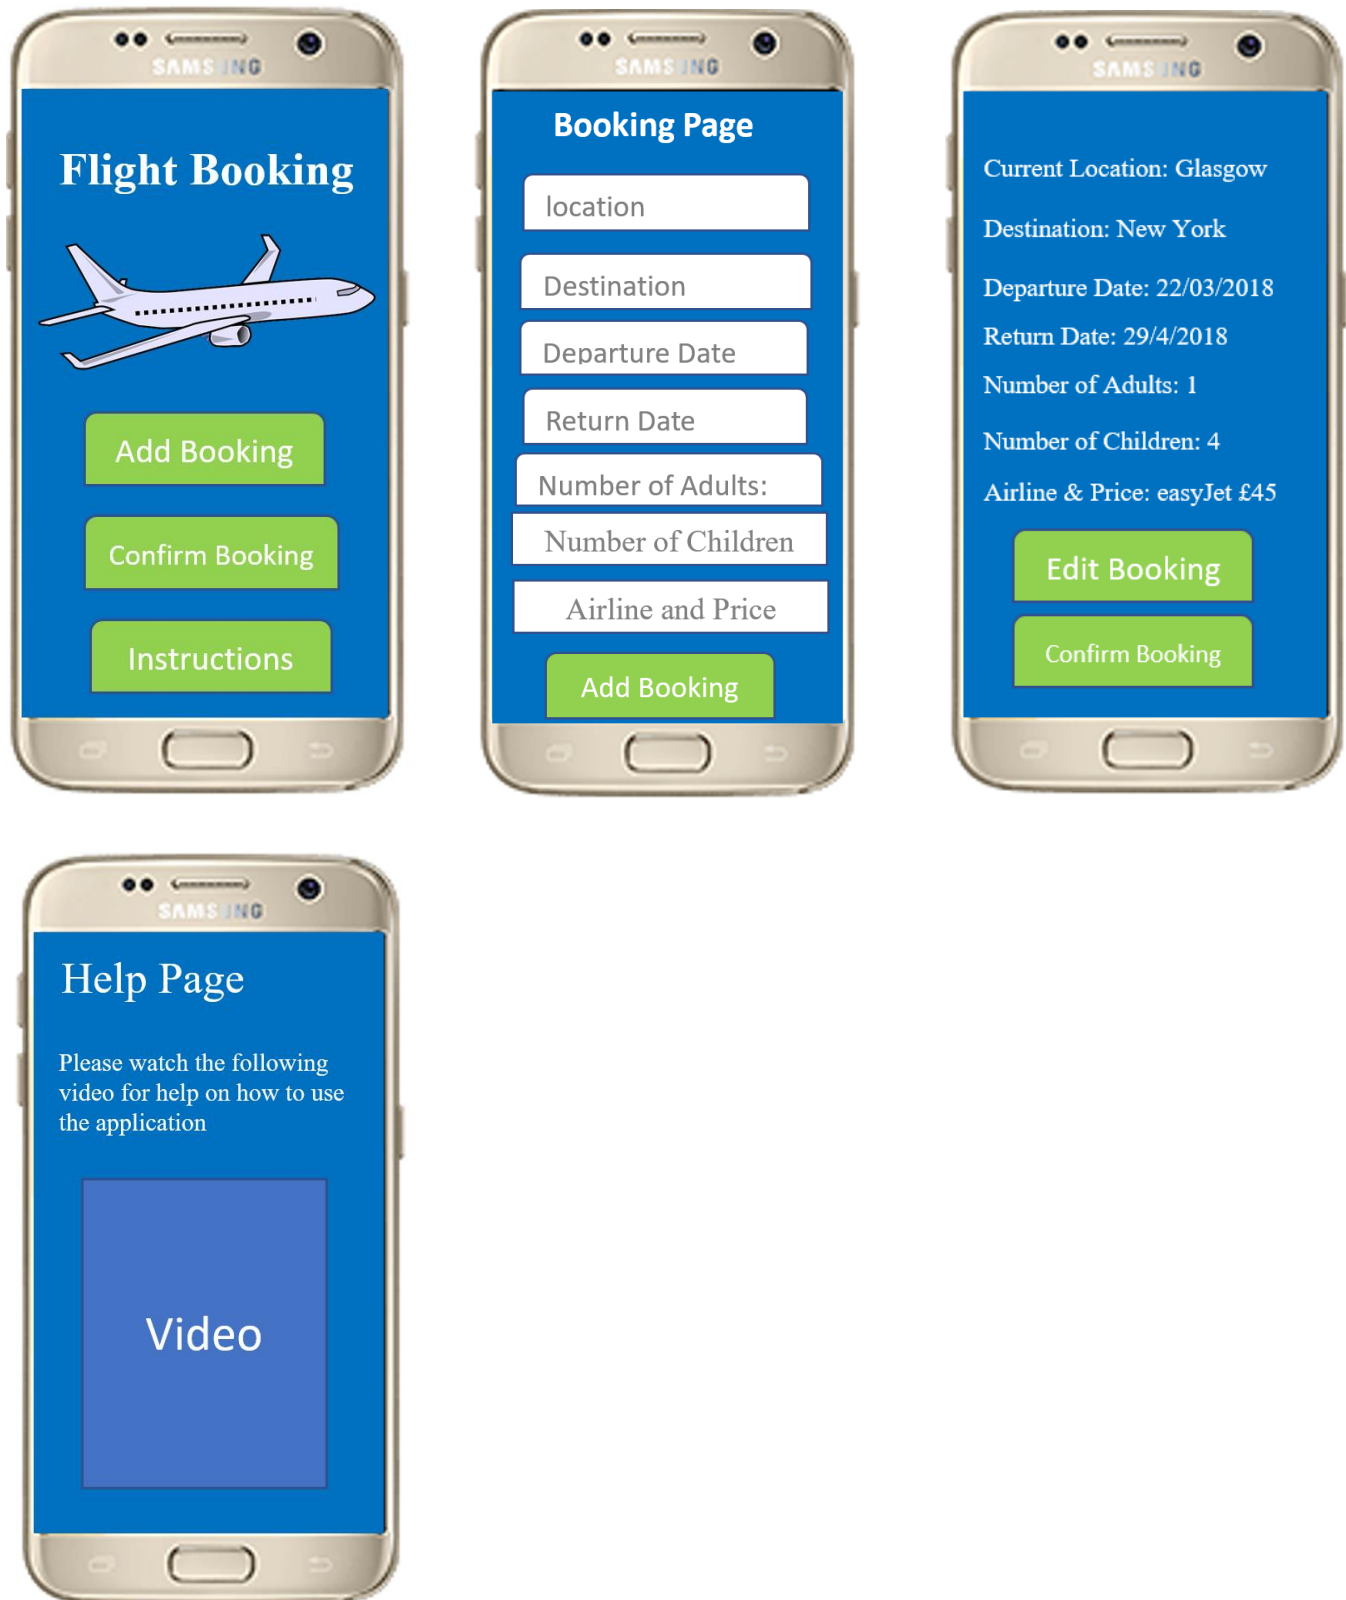 SAMSUNG
Flight Booking
Add Booking
Confirm Booking
Instructions
SAMSUNG
Booking Page
location
Destination
Departure Date
Return Date
Number of Adults:
Number of Children
Airline and Price
Add Booking
SAMSUNG
Current Location: Glasgow
Destination: New York
Departure Date: 22/03/2018
Return Date: 29/4/2018
Number of Adults: 1
Number of Children: 4
Airline & Price: easyJet £45
Edit Booking
Confirm Booking
SAMSUNG
Help Page
Please watch the following
video for help on how to use
the application
Video